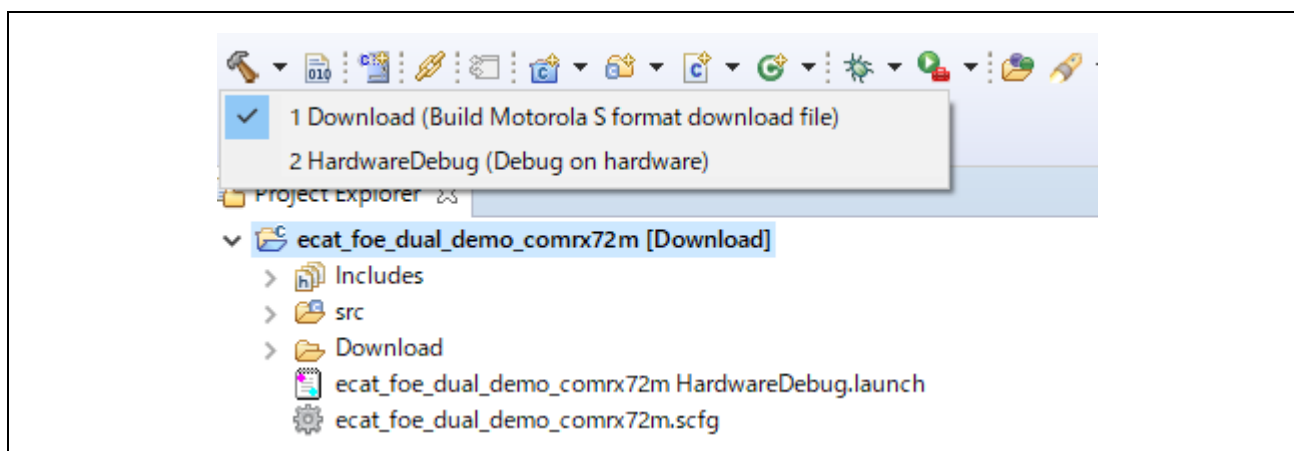 010
1 Download (Build Motorola S format download file)
2 HardwareDebug (Debug on hardware)
Project Explorer
ecat_foe_dual_demo_comrx72m [Download]
Includes
src
Download
ecat_foe_dual_demo_comrx72m HardwareDebug.launch
ecat_foe_dual_demo_comrx72m.scfg